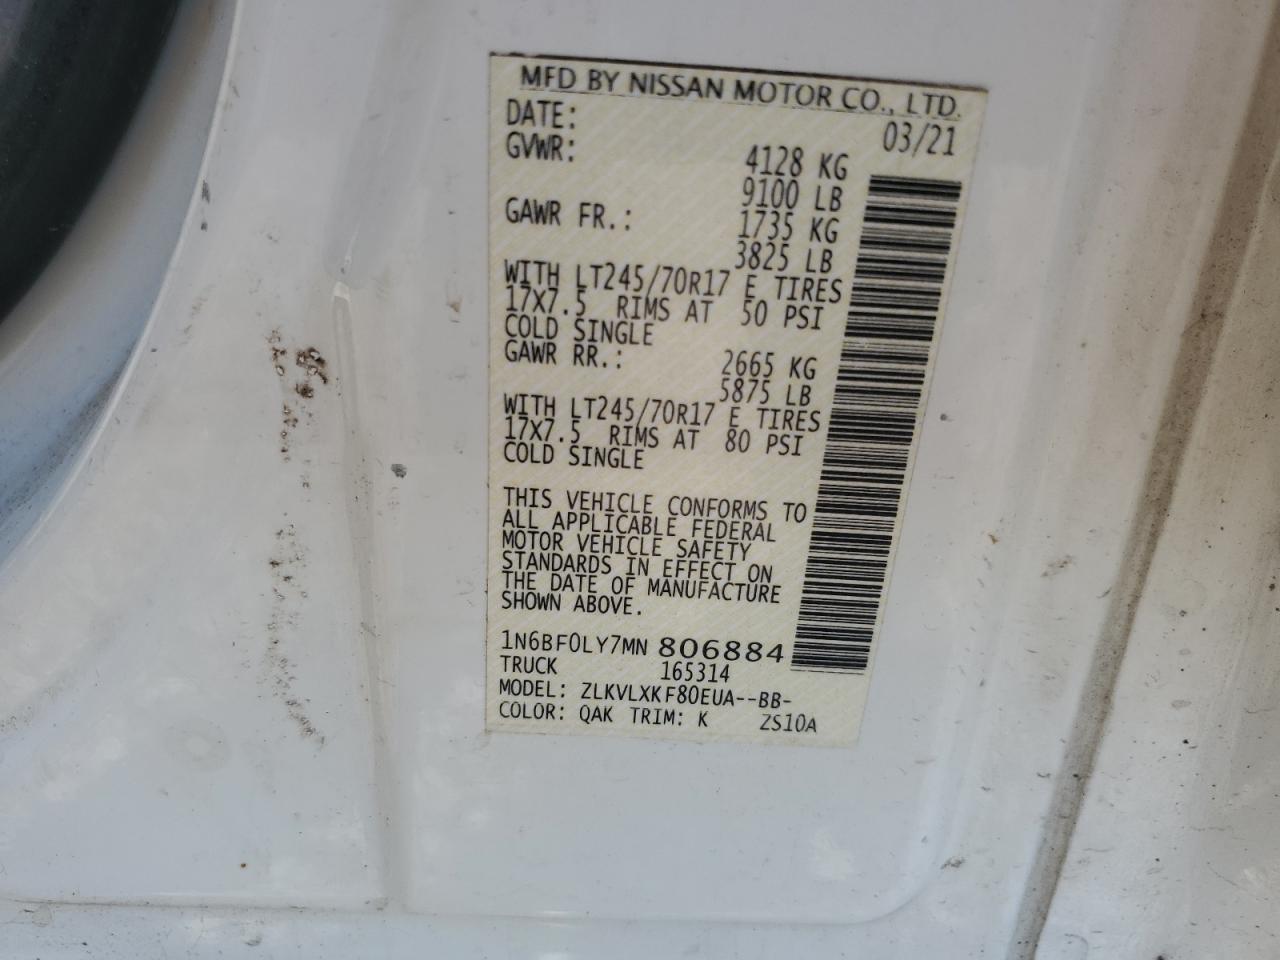 MFD BY NISSAN MOTOR CO., LTD.
DATE: 03/21
GVWR: 4128 KG
9100 LB
GAWR FR.: 1735 KG
3825 LB
WITH LT245/70R17 E TIRES
17X7.5 RIMS AT 50 PSI
COLD SINGLE
GAWR RR.: 2665 KG
5875 LB
WITH LT245/70R17 E TIRES
17X7.5 RIMS AT 80 PSI
COLD SINGLE
THIS VEHICLE CONFORMS TO
ALL APPLICABLE FEDERAL
MOTOR VEHICLE SAFETY
STANDARDS IN EFFECT ON
THE DATE OF MANUFACTURE
SHOWN ABOVE.
1N6BF0LY7MN 806884
TRUCK 165314
MODEL: ZLKVLXKF80EUA--BB-
COLOR: QAK TRIM: K ZS10A